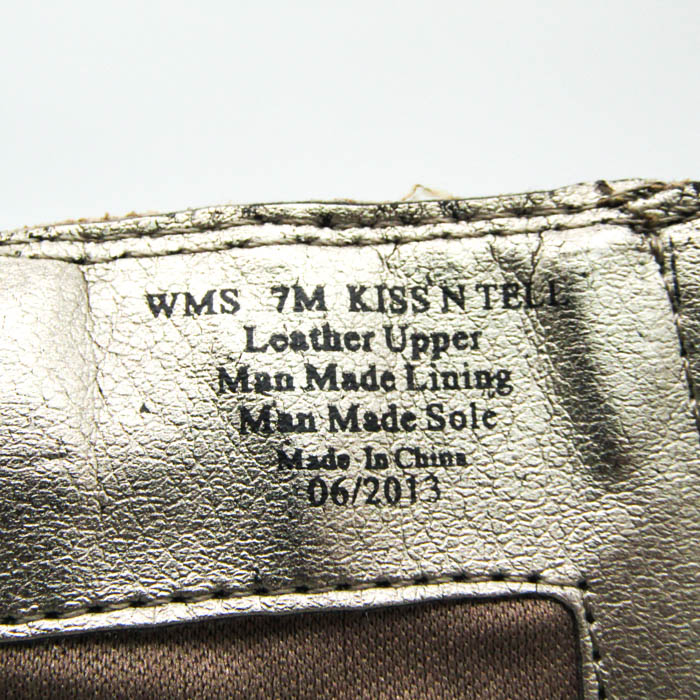 WMS 7M KISS'N TELL
Leather Upper
Man Made Lining
Man Made Sole
Made In China
06/2013